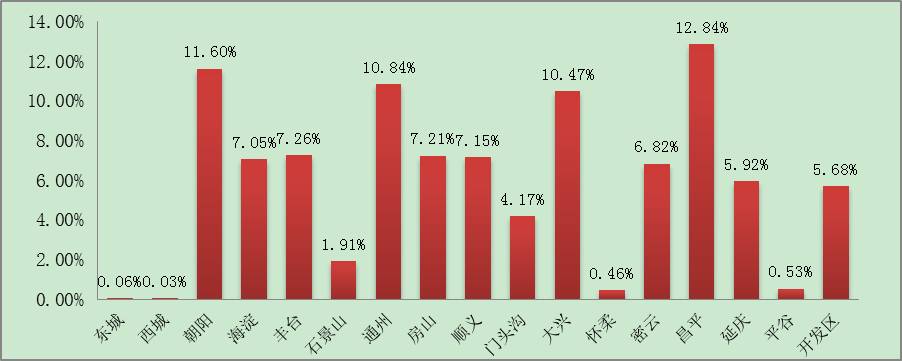 14.00%
12.00%
10.00%
8.00%
6.00%
4.00%
2.00%
0.00%
0.06%
0.03%
11.60%
7.05%
7.26%
1.91%
10.84%
7.21%
7.15%
4.17%
10.47%
0.46%
6.82%
12.84%
5.92%
0.53%
5.68%
东城
西城
朝阳
海淀
丰台
石景山
通州
房山
顺义
门头沟
大兴
怀柔
密云
昌平
延庆
平谷
开发区